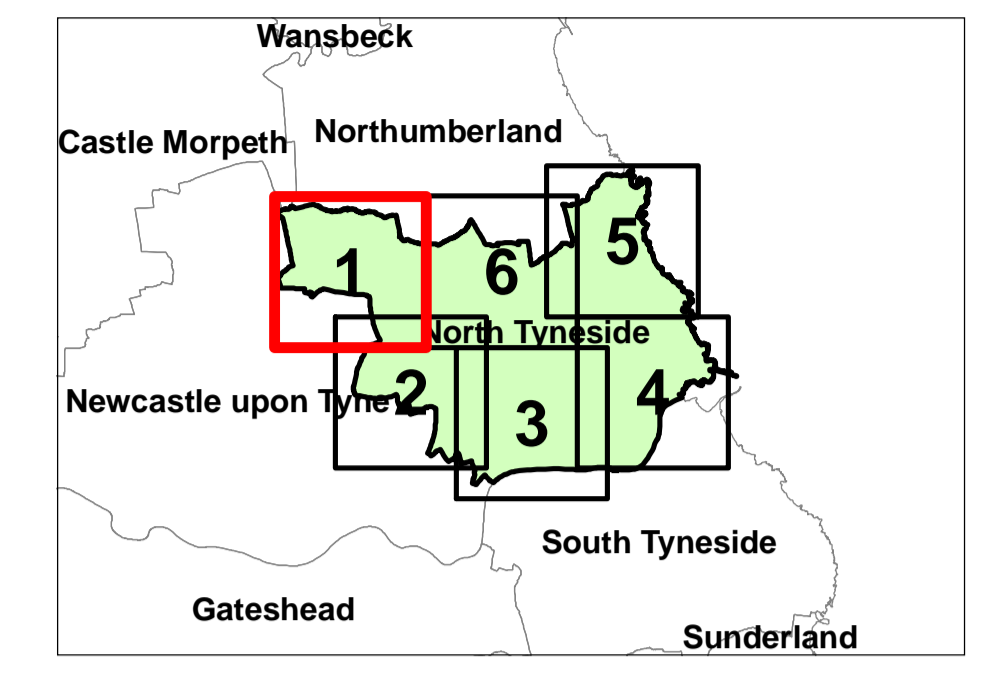 Wansbeck
Northumberland
Castle Morpeth
5
1
6
North Tyneside
2
4
Newcastle upon Tyne
3
South Tyneside
Gateshead
Sunderland